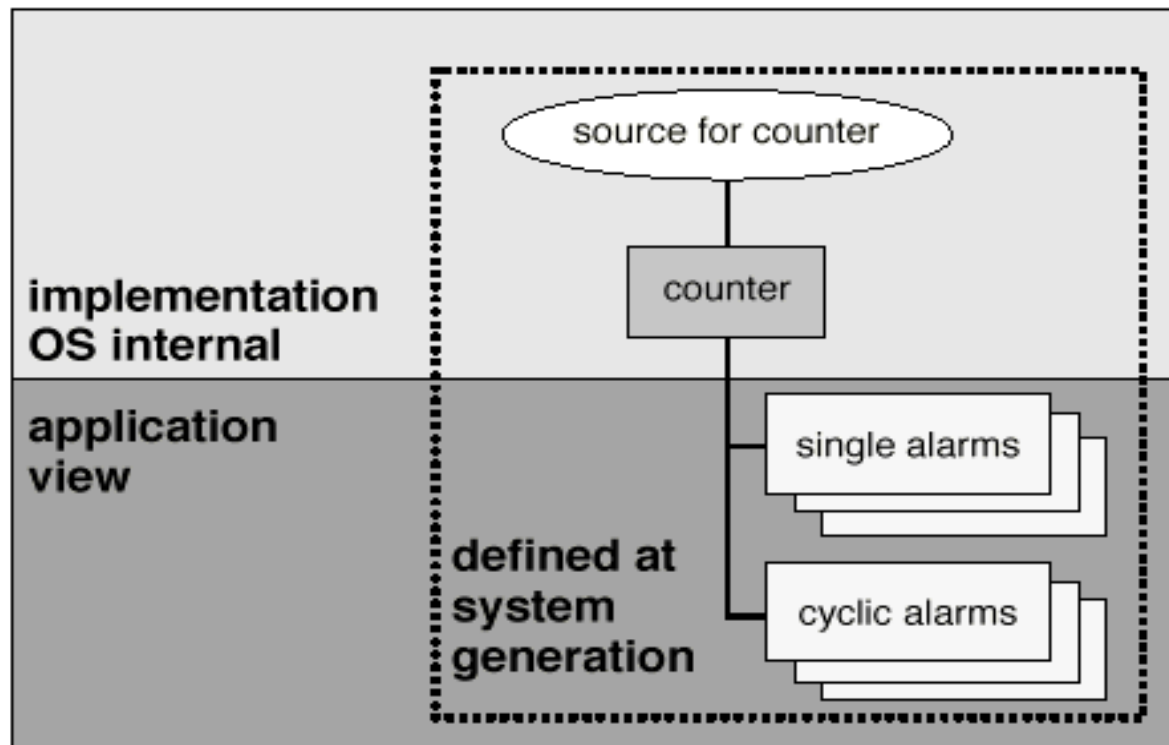 source for counter
counter
implementation
OS internal
application
view
single alarms
defined at
system
generation
cyclic alarms